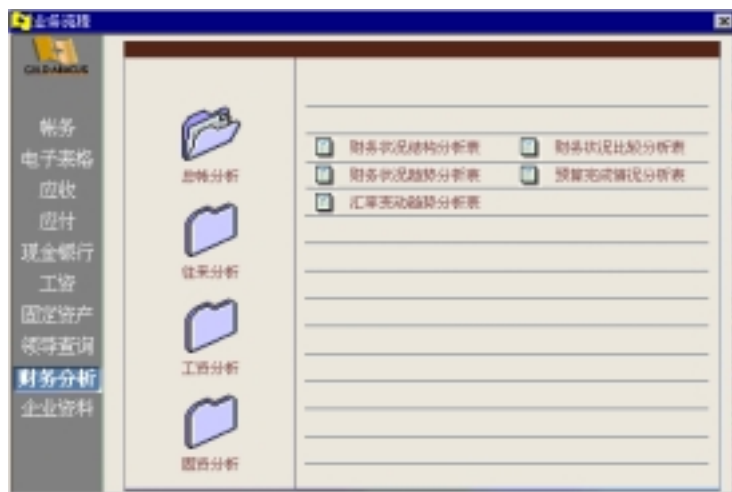 业务流程
GOLDABACUS
帐务
电子表格
应收
应付
现金银行
工资
固定资产
领导查询
财务分析
企业资料
总帐分析
往来分析
工资分析
固资分析
财务状况结构分析表 财务状况比较分析表
财务状况趋势分析表 预算完成情况分析表
汇率变动趋势分析表